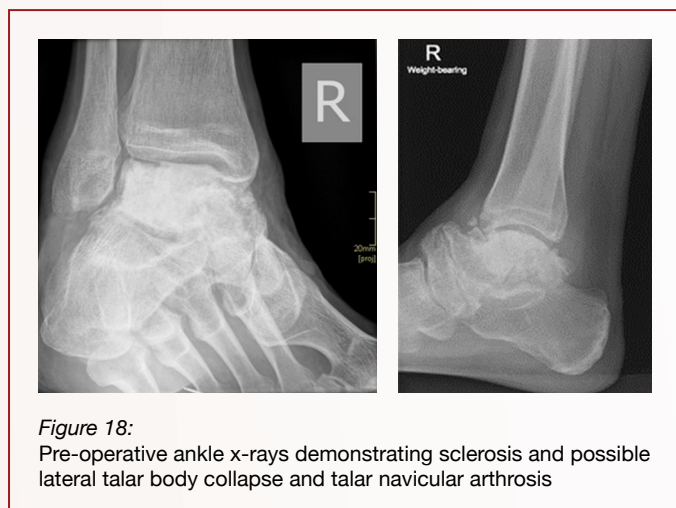 R
20mm
[proj]
R
Weight-bearing
Figure 18:
Pre-operative ankle x-rays demonstrating sclerosis and possible
lateral talar body collapse and talar navicular arthrosis